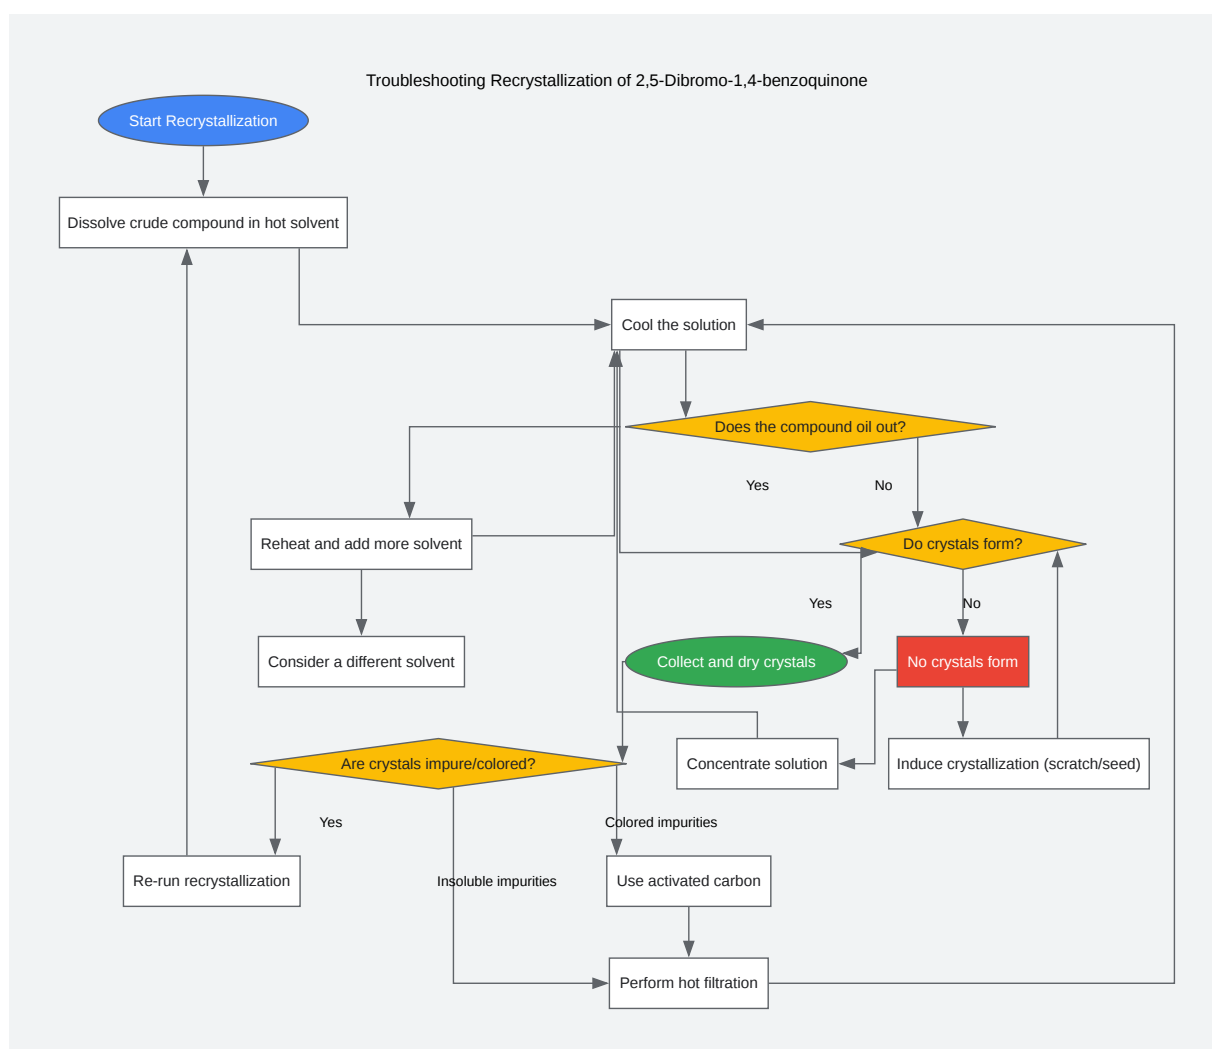 Troubleshooting Recrystallization of 2,5-Dibromo-1,4-benzoquinone
Start Recrystallization
Dissolve crude compound in hot solvent
Cool the solution
Does the compound oil out?
Yes
No
Reheat and add more solvent
Do crystals form?
Yes
No
Consider a different solvent
Collect and dry crystals
No crystals form
Are crystals impure/colored?
Concentrate solution
Induce crystallization (scratch/seed)
Yes
Colored impurities
Re-run recrystallization
Insoluble impurities
Use activated carbon
Perform hot filtration